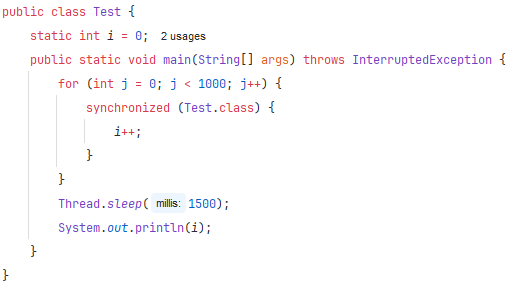 public class Test {
static int i = 0; 2 usages
public static void main(String[] args) throws InterruptedException {
for (int j = 0; j < 1000; j++) {
synchronized (Test.class) {
i++;
}
}
Thread.sleep( millis: 1500);
System.out.println(i);
}
}